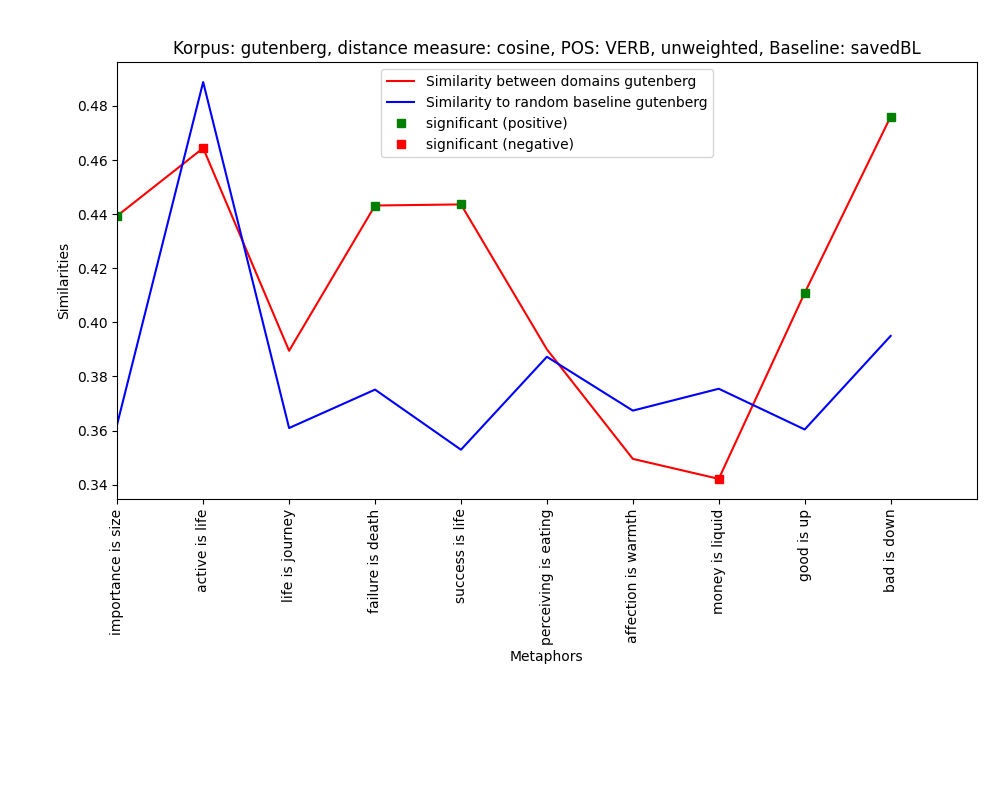 Korpus: gutenberg, distance measure: cosine, POS: VERB, unweighted, Baseline: savedBL
Similarity between domains gutenberg
Similarity to random baseline gutenberg
significant (positive)
significant (negative)
Similarities
0.48
0.46
0.44
0.42
0.40
0.38
0.36
0.34
importance is size
active is life
life is journey
failure is death
success is life
perceiving is eating
affection is warmth
money is liquid
good is up
bad is down
Metaphors